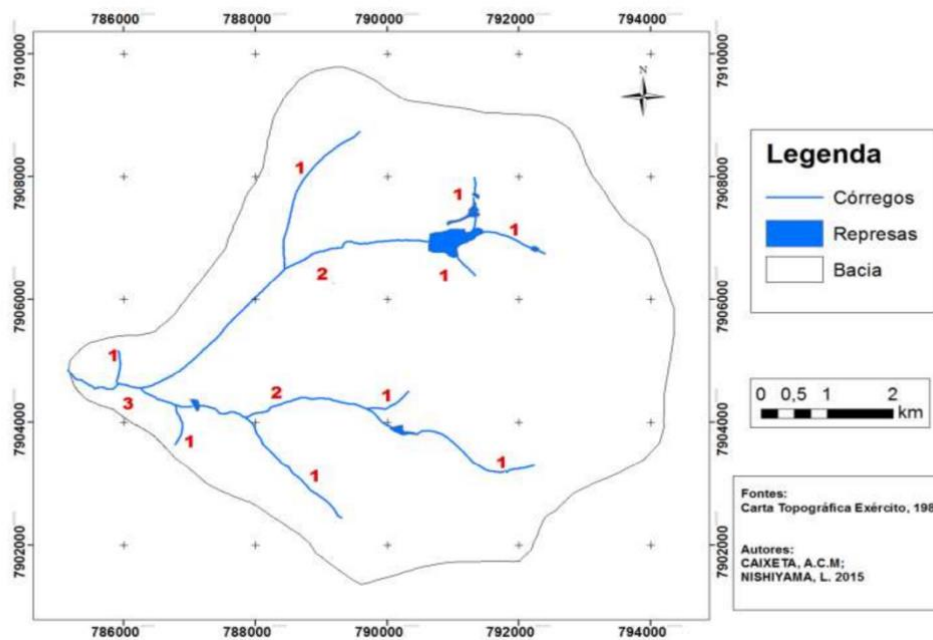 786000 788000 790000 792000 794000
7910000 7910000
7908000 7908000
7906000 7906000
7904000 7904000
7902000 7902000
N
1
1
1
1
2
1
3
2
1
1
1
1
786000 788000 790000 792000 794000
Legenda
Córregos
Represas
Bacia
0 0,5 1 2
km
Fontes:
Carta Topográfica Exército, 198
Autores:
CAIXETA, A.C.M;
NISHIYAMA, L. 2015